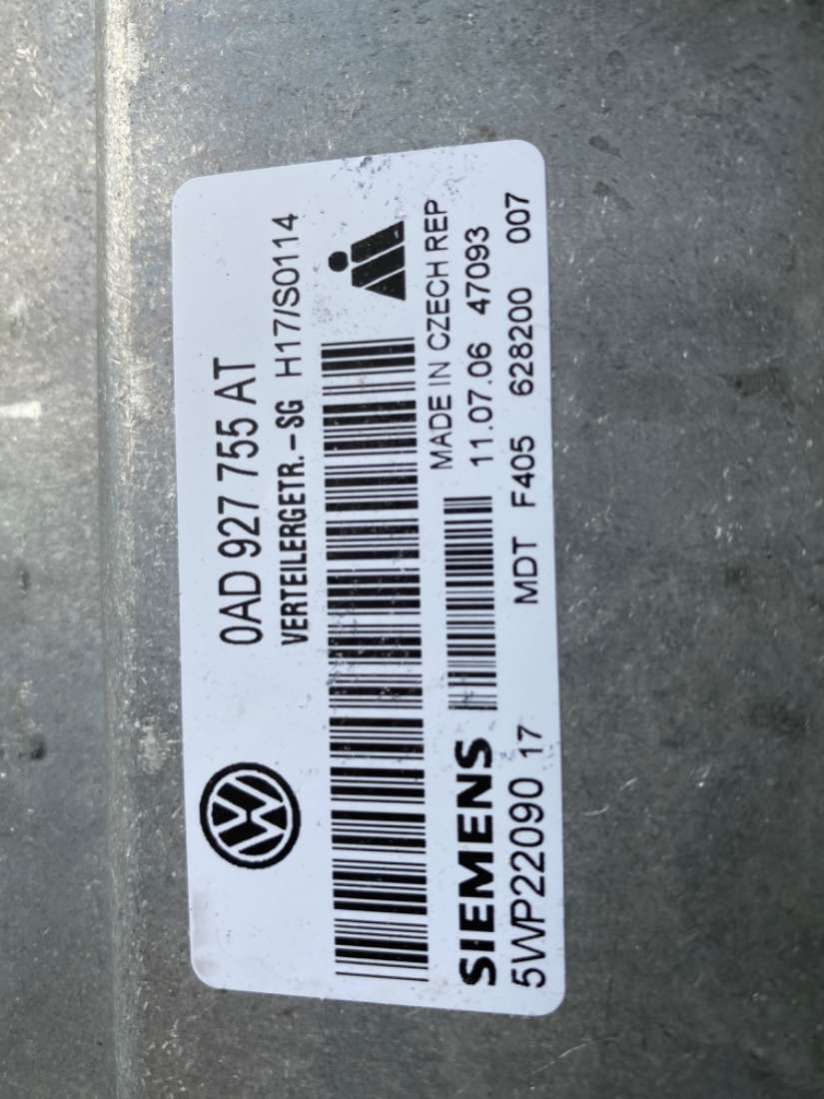 0AD 927 755 AT
VERTEILERGETR.-SG H17/S0114
MADE IN CZECH REP
SIEMENS 11.07.06 47093
5WP22090 17 MDT F405 628200 007